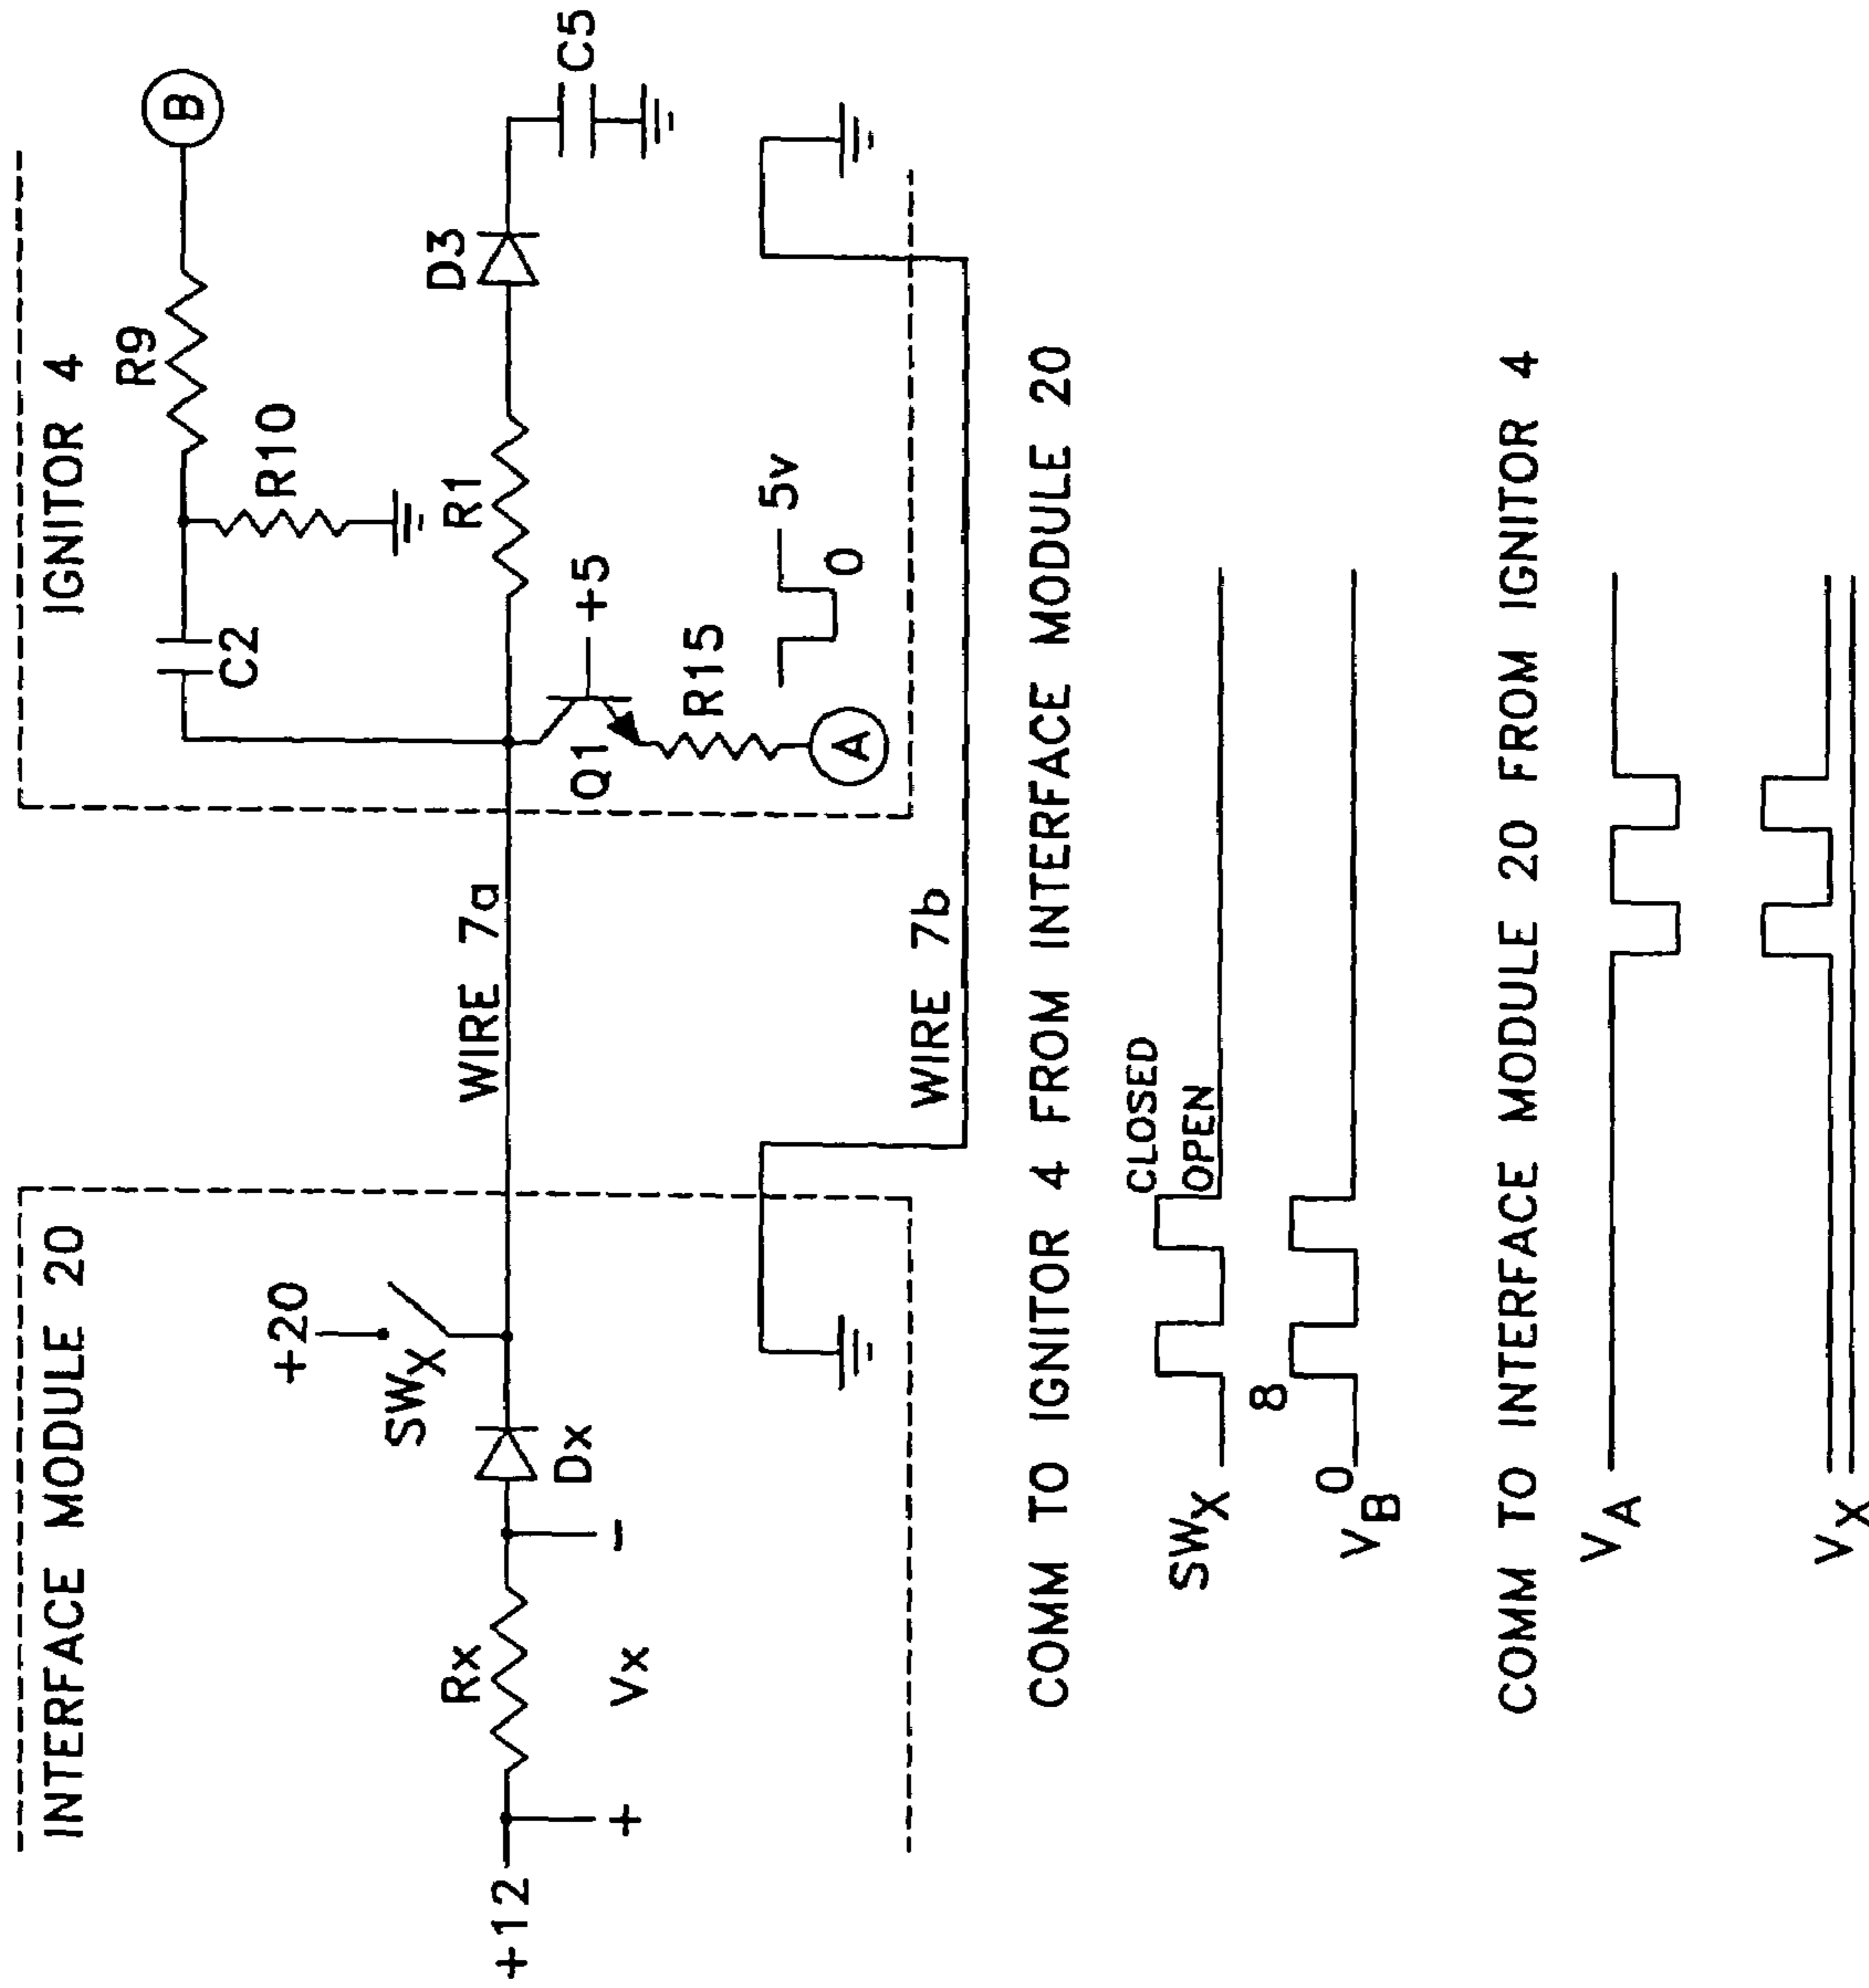 INTERFACE MODULE 20
IGNITOR 4
B
R9
+20
C2
R10
SWX
Rx
WIRE 7a
R1
D3
C5
+12
Dx
Q1
+5
+
Vx
-
R15
5v
A
0
WIRE 7b
COMM TO IGNITOR 4 FROM INTERFACE MODULE 20
CLOSED
SWX
OPEN
8
0
VB
COMM TO INTERFACE MODULE 20 FROM IGNITOR 4
VA
VX